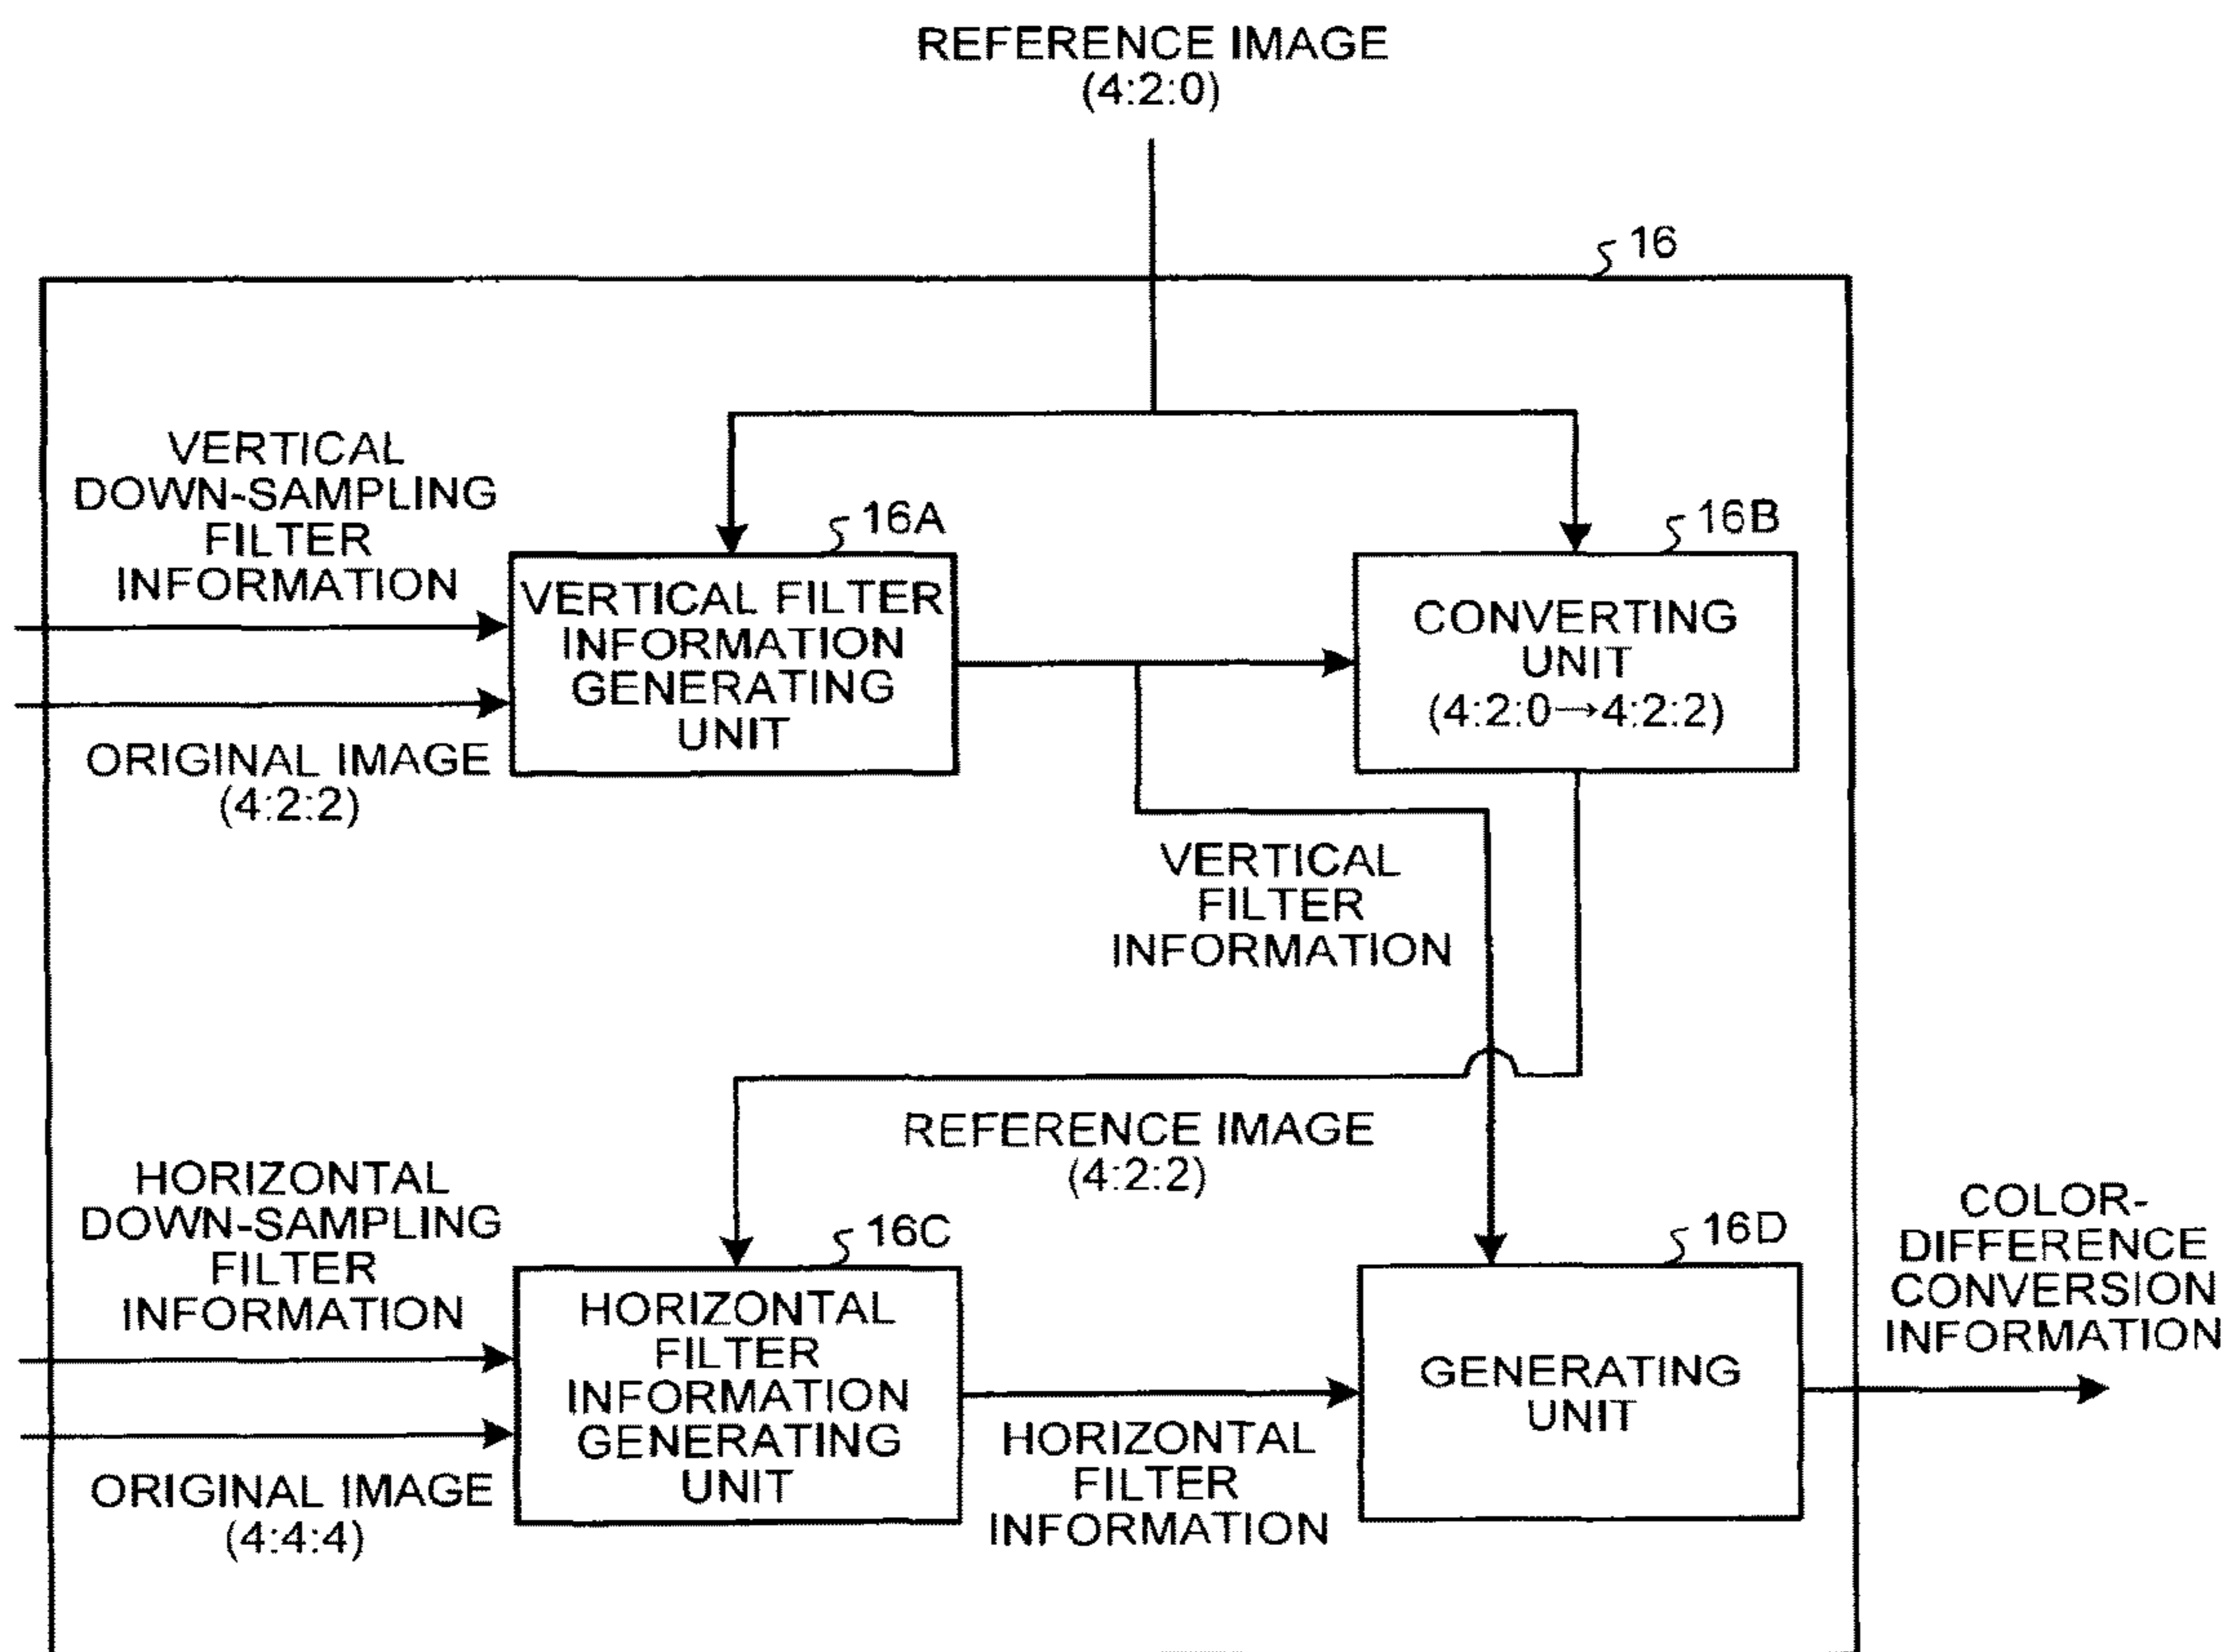 REFERENCE IMAGE
(4:2:0)
16
VERTICAL
DOWN-SAMPLING
FILTER
INFORMATION
ORIGINAL IMAGE
(4:2:2)
16A
VERTICAL FILTER
INFORMATION
GENERATING
UNIT
16B
CONVERTING
UNIT
(4:2:0→4:2:2)
VERTICAL
FILTER
INFORMATION
REFERENCE IMAGE
(4:2:2)
HORIZONTAL
DOWN-SAMPLING
FILTER
INFORMATION
ORIGINAL IMAGE
(4:4:4)
16C
HORIZONTAL
FILTER
INFORMATION
GENERATING
UNIT
HORIZONTAL
FILTER
INFORMATION
16D
GENERATING
UNIT
COLOR-
DIFFERENCE
CONVERSION
INFORMATION